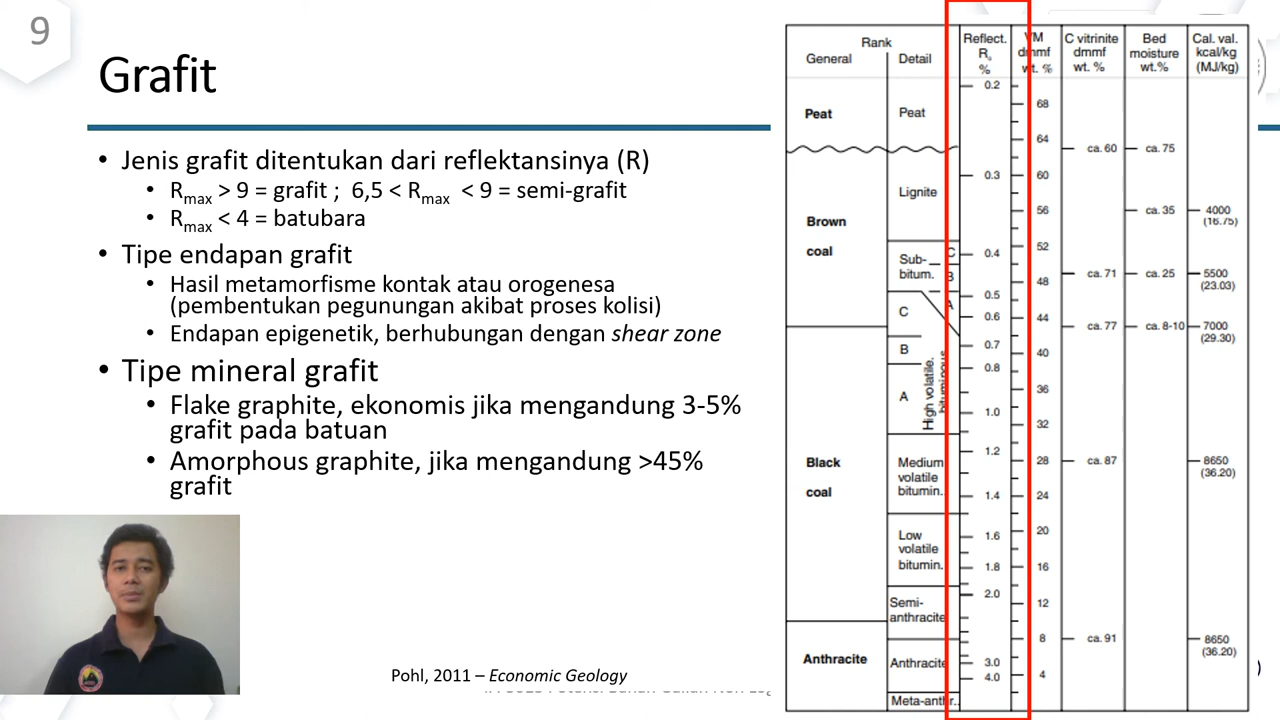 9
Grafit
• Jenis grafit ditentukan dari reflektansinya (R)
• Rmax > 9 = grafit ; 6,5 < Rmax < 9 = semi-grafit
• Rmax < 4 = batubara
• Tipe endapan grafit
• Hasil metamorfisme kontak atau orogenesa
(pembentukan pegunungan akibat proses kolisi)
• Endapan epigenetik, berhubungan dengan shear zone
• Tipe mineral grafit
• Flake graphite, ekonomis jika mengandung 3-5%
grafit pada batuan
• Amorphous graphite, jika mengandung >45%
grafit
Pohl, 2011 – Economic Geology
Rank
General
Detail
Reflect.
Ro
%
VM
dmmf
wt. %
C vitrinite
dmmf
wt. %
Bed
moisture
wt.%
Cal. val.
kcal/kg
(MJ/kg)
Peat
Brown
coal
Black
coal
Anthracite
Peat
Lignite
Sub-
bitum.
C
B
A
C
B
A
High volatile.
bituminous
Medium
volatile
bitumin.
Low
volatile
bitumin.
Semi-
anthracite
Anthracite
Meta-anthr..
0.2
0.3
0.4
0.5
0.6
0.7
0.8
1.0
1.2
1.4
1.6
1.8
2.0
3.0
4.0
68
64
60
56
52
48
44
40
36
32
28
24
20
16
12
8
4
ca. 60
ca. 71
ca. 77
ca. 87
ca. 91
ca. 75
ca. 35
ca. 25
ca. 8-10
4000
(16.75)
5500
(23.03)
7000
(29.30)
8650
(36.20)
8650
(36.20)